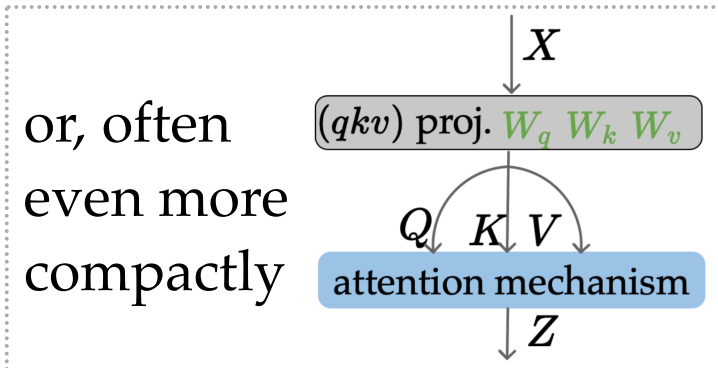 or, often
even more
compactly
X
(qkv) proj. W_q W_k W_v
Q K V
attention mechanism
Z